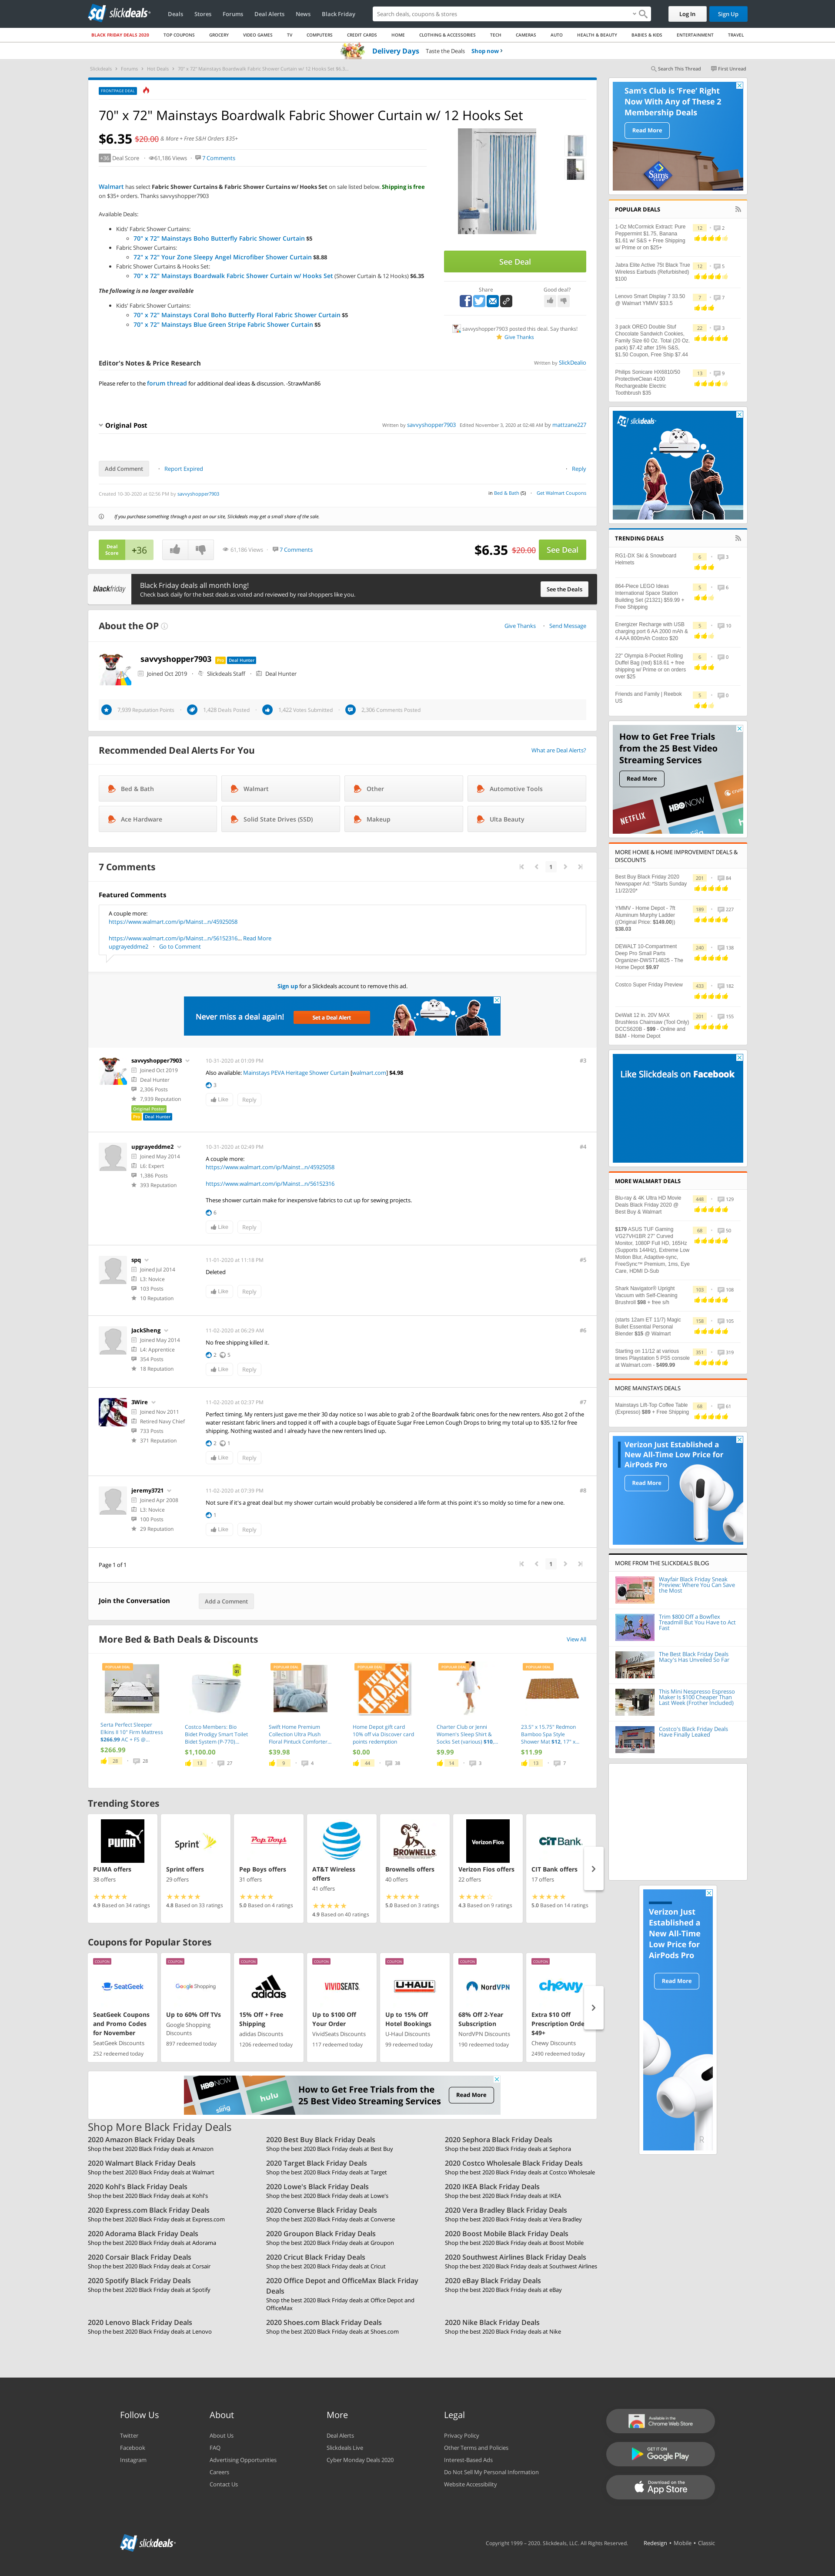 slickdeals
Deals
Stores
Forums
Deal Alerts
News
Black Friday
Search deals, coupons & stores
Log In
Sign Up
BLACK FRIDAY DEALS 2020
TOP COUPONS
GROCERY
VIDEO GAMES
TV
COMPUTERS
CREDIT CARDS
HOME
CLOTHING & ACCESSORIES
TECH
CAMERAS
AUTO
HEALTH & BEAUTY
BABIES & KIDS
ENTERTAINMENT
TRAVEL
Delivery Days Taste the Deals Shop now
Slickdeals > Forums > Hot Deals > 70" x 72" Mainstays Boardwalk Fabric Shower Curtain w/ 12 Hooks Set $6.3...
Search This Thread
First Unread
FRONTPAGE DEAL
70" x 72" Mainstays Boardwalk Fabric Shower Curtain w/ 12 Hooks Set
$6.35 $20.00 & More + Free S&H Orders $35+
+36 Deal Score 61,186 Views 7 Comments
Walmart has select Fabric Shower Curtains & Fabric Shower Curtains w/ Hooks Set on sale listed below. Shipping is free
on $35+ orders. Thanks savvyshopper7903
Available Deals:
Kids' Fabric Shower Curtains:
70" x 72" Mainstays Boho Butterfly Fabric Shower Curtain $5
Fabric Shower Curtains:
72" x 72" Your Zone Sleepy Angel Microfiber Shower Curtain $8.88
Fabric Shower Curtains & Hooks Set:
70" x 72" Mainstays Boardwalk Fabric Shower Curtain w/ Hooks Set (Shower Curtain & 12 Hooks) $6.35
The following is no longer available
Kids' Fabric Shower Curtains:
70" x 72" Mainstays Coral Boho Butterfly Floral Fabric Shower Curtain $5
70" x 72" Mainstays Blue Green Stripe Fabric Shower Curtain $5
See Deal
Share
Good deal?
savvyshopper7903 posted this deal. Say thanks!
Give Thanks
Editor's Notes & Price Research
Written by SlickDealio
Please refer to the forum thread for additional deal ideas & discussion. -StrawMan86
Original Post
Written by savvyshopper7903 Edited November 3, 2020 at 02:48 AM by mattzane227
Add Comment
Report Expired
Reply
Created 10-30-2020 at 02:56 PM by savvyshopper7903
in Bed & Bath (5) Get Walmart Coupons
If you purchase something through a post on our site, Slickdeals may get a small share of the sale.
Deal
Score
+36
61,186 Views 7 Comments
$6.35 $20.00
See Deal
blackfriday
Black Friday deals all month long!
Check back daily for the best deals as voted and reviewed by real shoppers like you.
See the Deals
About the OP
Give Thanks
Send Message
savvyshopper7903 Pro Deal Hunter
Joined Oct 2019 Slickdeals Staff Deal Hunter
7,939 Reputation Points 1,428 Deals Posted 1,422 Votes Submitted 2,306 Comments Posted
Recommended Deal Alerts For You
What are Deal Alerts?
Bed & Bath
Walmart
Other
Automotive Tools
Ace Hardware
Solid State Drives (SSD)
Makeup
Ulta Beauty
7 Comments
1
Featured Comments
A couple more:
https://www.walmart.com/ip/Mainst...n/45925058
https://www.walmart.com/ip/Mainst...n/56152316... Read More
upgrayeddme2 Go to Comment
Sign up for a Slickdeals account to remove this ad.
Never miss a deal again!
Set a Deal Alert
savvyshopper7903
Joined Oct 2019
Deal Hunter
2,306 Posts
7,939 Reputation
Original Poster
Pro Deal Hunter
10-31-2020 at 01:09 PM
#3
Also available: Mainstays PEVA Heritage Shower Curtain [walmart.com] $4.98
3
Like
Reply
upgrayeddme2
Joined May 2014
L6: Expert
1,386 Posts
393 Reputation
10-31-2020 at 02:49 PM
#4
A couple more:
https://www.walmart.com/ip/Mainst...n/45925058
https://www.walmart.com/ip/Mainst...n/56152316
These shower curtain make for inexpensive fabrics to cut up for sewing projects.
6
Like
Reply
spq
Joined Jul 2014
L3: Novice
103 Posts
10 Reputation
11-01-2020 at 11:18 PM
#5
Deleted
Like
Reply
JackSheng
Joined May 2014
L4: Apprentice
354 Posts
18 Reputation
11-02-2020 at 06:29 AM
#6
No free shipping killed it.
2 5
Like
Reply
3Wire
Joined Nov 2011
Retired Navy Chief
733 Posts
371 Reputation
11-02-2020 at 02:37 PM
#7
Perfect timing. My renters just gave me their 30 day notice so I was able to grab 2 of the Boardwalk fabric ones for the new renters. Also got 2 of the
water resistant fabric leners and topped it off with a couple bags of Equate Sugar Free Lemon Cough Drops to bring my total up to $35.12 for free
shipping. Nothing wasted and I already have the new renters lined up.
2 1
Like
Reply
jeremy3721
Joined Apr 2008
L3: Novice
100 Posts
29 Reputation
11-02-2020 at 07:39 PM
#8
Not sure if it's a great deal but my shower curtain would probably be considered a life form at this point it's so moldy so time for a new one.
1
Like
Reply
Page 1 of 1
1
Join the Conversation
Add a Comment
More Bed & Bath Deals & Discounts
View All
Serta Perfect Sleeper
Elkins II 10" Firm Mattress
$266.99 AC + FS @...
$266.99
28 28
Costco Members: Bio
Bidet Prodigy Smart Toilet
Bidet System (P-770)...
$1,100.00
13 27
Swift Home Premium
Collection Ultra-Plush
Floral Pintuck Comforter...
$39.98
9 4
Home Depot gift card
10% off via Discover card
points redemption
$0.00
44 38
Charter Club or Jenni
Women's Sleep Shirt &
Socks Set (various) $10....
$9.99
14 3
23.5" x 15.75" Redmon
Bamboo Spa-Style
Shower Mat $12, 17" x...
$11.99
13 7
Trending Stores
PUMA offers
38 offers
4.9 Based on 34 ratings
Sprint offers
29 offers
4.8 Based on 33 ratings
Pep Boys offers
31 offers
5.0 Based on 4 ratings
AT&T Wireless
offers
41 offers
4.9 Based on 40 ratings
Brownells offers
40 offers
5.0 Based on 3 ratings
Verizon Fios offers
22 offers
4.3 Based on 9 ratings
CIT Bank offers
17 offers
5.0 Based on 14 ratings
Coupons for Popular Stores
SeatGeek Coupons
and Promo Codes
for November
SeatGeek Discounts
252 redeemed today
Up to 60% Off TVs
Google Shopping
Discounts
897 redeemed today
15% Off + Free
Shipping
adidas Discounts
1206 redeemed today
Up to $100 Off
Your Order
VividSeats Discounts
117 redeemed today
Up to 15% Off
Hotel Bookings
U-Haul Discounts
99 redeemed today
68% Off 2-Year
Subscription
NordVPN Discounts
190 redeemed today
Extra $10 Off
Prescription Orde
$49+
Chewy Discounts
2490 redeemed today
HBO NOW
hulu
How to Get Free Trials from the
25 Best Video Streaming Services
Read More
Shop More Black Friday Deals
2020 Amazon Black Friday Deals
Shop the best 2020 Black Friday deals at Amazon
2020 Best Buy Black Friday Deals
Shop the best 2020 Black Friday deals at Best Buy
2020 Sephora Black Friday Deals
Shop the best 2020 Black Friday deals at Sephora
2020 Walmart Black Friday Deals
Shop the best 2020 Black Friday deals at Walmart
2020 Target Black Friday Deals
Shop the best 2020 Black Friday deals at Target
2020 Costco Wholesale Black Friday Deals
Shop the best 2020 Black Friday deals at Costco Wholesale
2020 Kohl's Black Friday Deals
Shop the best 2020 Black Friday deals at Kohl's
2020 Lowe's Black Friday Deals
Shop the best 2020 Black Friday deals at Lowe's
2020 IKEA Black Friday Deals
Shop the best 2020 Black Friday deals at IKEA
2020 Express.com Black Friday Deals
Shop the best 2020 Black Friday deals at Express.com
2020 Converse Black Friday Deals
Shop the best 2020 Black Friday deals at Converse
2020 Vera Bradley Black Friday Deals
Shop the best 2020 Black Friday deals at Vera Bradley
2020 Adorama Black Friday Deals
Shop the best 2020 Black Friday deals at Adorama
2020 Groupon Black Friday Deals
Shop the best 2020 Black Friday deals at Groupon
2020 Boost Mobile Black Friday Deals
Shop the best 2020 Black Friday deals at Boost Mobile
2020 Corsair Black Friday Deals
Shop the best 2020 Black Friday deals at Corsair
2020 Cricut Black Friday Deals
Shop the best 2020 Black Friday deals at Cricut
2020 Southwest Airlines Black Friday Deals
Shop the best 2020 Black Friday deals at Southwest Airlines
2020 Spotify Black Friday Deals
Shop the best 2020 Black Friday deals at Spotify
2020 Office Depot and OfficeMax Black Friday
Deals
Shop the best 2020 Black Friday deals at Office Depot and
OfficeMax
2020 eBay Black Friday Deals
Shop the best 2020 Black Friday deals at eBay
2020 Lenovo Black Friday Deals
Shop the best 2020 Black Friday deals at Lenovo
2020 Shoes.com Black Friday Deals
Shop the best 2020 Black Friday deals at Shoes.com
2020 Nike Black Friday Deals
Shop the best 2020 Black Friday deals at Nike
Sam's Club is 'Free' Right
Now With Any of These 2
Membership Deals
Read More
POPULAR DEALS
1-Oz McCormick Extract: Pure
Peppermint $1.75, Banana
$1.61 w/ S&S + Free Shipping
w/ Prime or on $25+
12 2
Jabra Elite Active 75t Black True
Wireless Earbuds (Refurbished)
$100
12 5
Lenovo Smart Display 7 33.50
@ Walmart YMMV $33.5
7 7
3 pack OREO Double Stuf
Chocolate Sandwich Cookies,
Family Size 60 Oz. Total (20 Oz.
pack) $7.42 after 15% S&S,
$1.50 Coupon, Free Ship $7.44
22 3
Philips Sonicare HX6810/50
ProtectiveClean 4100
Rechargeable Electric
Toothbrush $35
13 9
slickdeals
TRENDING DEALS
RG1-DX Ski & Snowboard
Helmets
6 3
864-Piece LEGO Ideas
International Space Station
Building Set (21321) $59.99 +
Free Shipping
5 6
Energizer Recharge with USB
charging port 6 AA 2000 mAh &
4 AAA 800mAh Costco $20
5 10
22" Olympia 8-Pocket Rolling
Duffel Bag (red) $18.61 + free
shipping w/ Prime or on orders
over $25
6 0
Friends and Family | Reebok
US
5 0
How to Get Free Trials
from the 25 Best Video
Streaming Services
Read More
NETFLIX
HBO NOW
MORE HOME & HOME IMPROVEMENT DEALS &
DISCOUNTS
Best Buy Black Friday 2020
Newspaper Ad: *Starts Sunday
11/22/20*
201 84
YMMV - Home Depot - 7ft
Aluminum Murphy Ladder
((Original Price: $149.00))
$38.03
189 227
DEWALT 10-Compartment
Deep Pro Small Parts
Organizer-DWST14825 - The
Home Depot $9.97
240 138
Costco Super Friday Preview
433 182
DeWalt 12 in. 20V MAX
Brushless Chainsaw (Tool Only)
DCCS620B - $99 - Online and
B&M - Home Depot
201 155
Like Slickdeals on Facebook
MORE WALMART DEALS
Blu-ray & 4K Ultra HD Movie
Deals Black Friday 2020 @
Best Buy & Walmart
448 129
$179 ASUS TUF Gaming
VG27VH1BR 27" Curved
Monitor, 1080P Full HD, 165Hz
(Supports 144Hz), Extreme Low
Motion Blur, Adaptive-sync,
FreeSync™ Premium, 1ms, Eye
Care, HDMI D-Sub
68 50
Shark Navigator® Upright
Vacuum with Self-Cleaning
Brushroll $98 + free s/h
103 198
(starts 12am ET 11/7) Magic
Bullet Essential Personal
Blender $15 @ Walmart
158 105
Starting on 11/12 at various
times Playstation 5 PS5 console
at Walmart.com - $499.99
351 319
MORE MAINSTAYS DEALS
Mainstays Lift-Top Coffee Table
(Expresso) $89 + Free Shipping
68 61
Verizon Just Established a
New All-Time Low Price for
AirPods Pro
Read More
MORE FROM THE SLICKDEALS BLOG
Wayfair Black Friday Sneak
Preview: Where You Can Save
the Most
Trim $800 Off a Bowflex
Treadmill But You Have to Act
Fast
The Best Black Friday Deals
Macy's Has Unveiled So Far
This Mini Nespresso Espresso
Maker Is $100 Cheaper Than
Last Week (Frother Included)
Costco's Black Friday Deals
Have Finally Leaked
Verizon Just
Established a
New All-Time
Low Price for
AirPods Pro
Read More
Follow Us
Twitter
Facebook
Instagram
About
About Us
FAQ
Advertising Opportunities
Careers
Contact Us
More
Deal Alerts
Slickdeals Live
Cyber Monday Deals 2020
Legal
Privacy Policy
Other Terms and Policies
Interest-Based Ads
Do Not Sell My Personal Information
Website Accessibility
Available in the
Chrome Web Store
GET IT ON
Google Play
Download on the
App Store
slickdeals
Copyright 1999 – 2020. Slickdeals, LLC. All Rights Reserved.
Redesign • Mobile • Classic